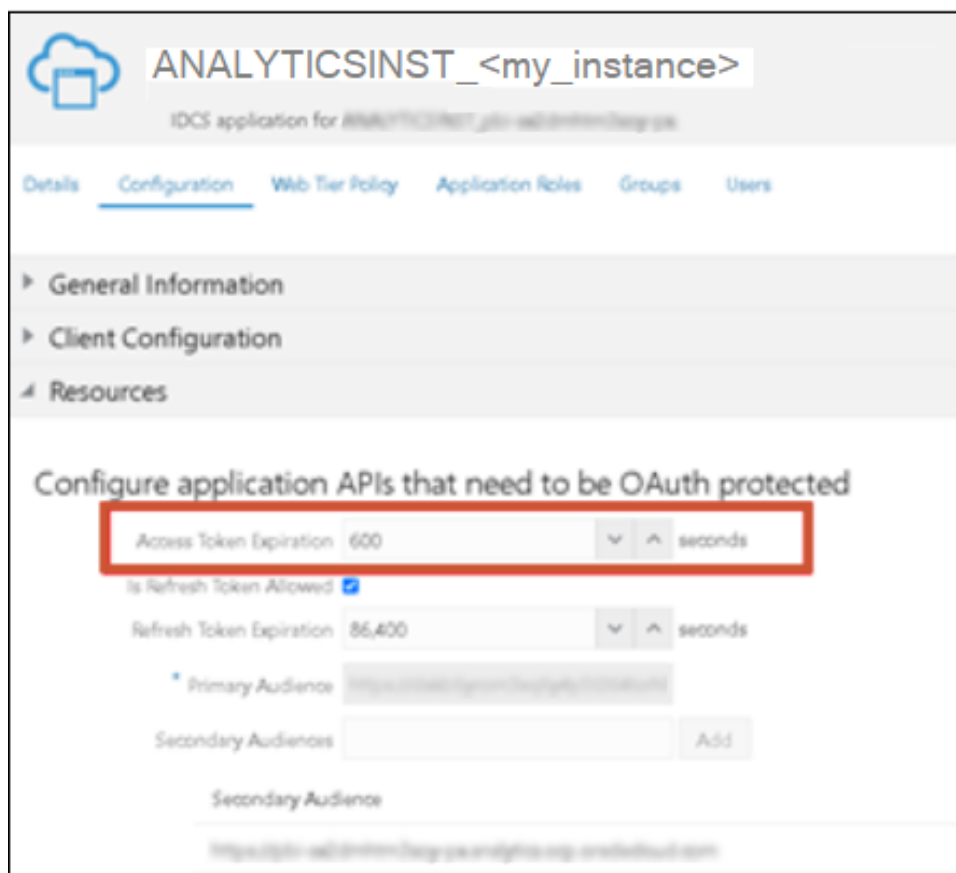 ANALYTICSINST_<my_instance>
IDCS application for
Details Configuration Web Tier Policy Application Roles Groups Users
General Information
Client Configuration
Resources
Configure application APIs that need to be OAuth protected
Access Token Expiration 600 seconds
Is Refresh Token Allowed
Refresh Token Expiration 86,400 seconds
* Primary Audience
Secondary Audiences Add
Secondary Audience